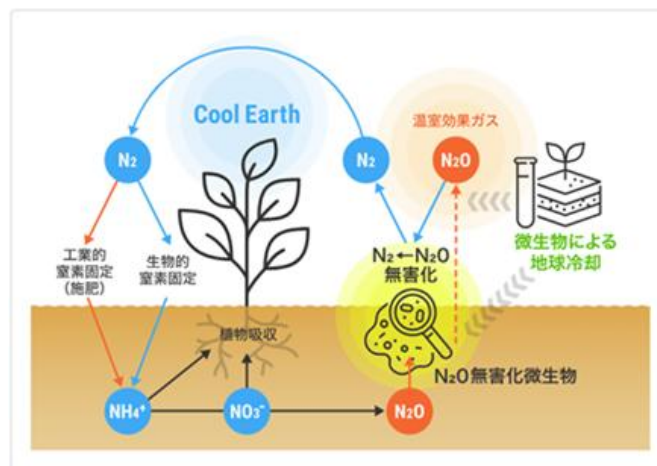 Cool Earth
温室効果ガス
N₂
N₂
N₂O
工業的
窒素固定
(施肥)
生物的
窒素固定
N₂←N₂O
無害化
微生物による
地球冷却
植物吸収
N₂O無害化微生物
NH₄⁺
NO₃⁻
N₂O